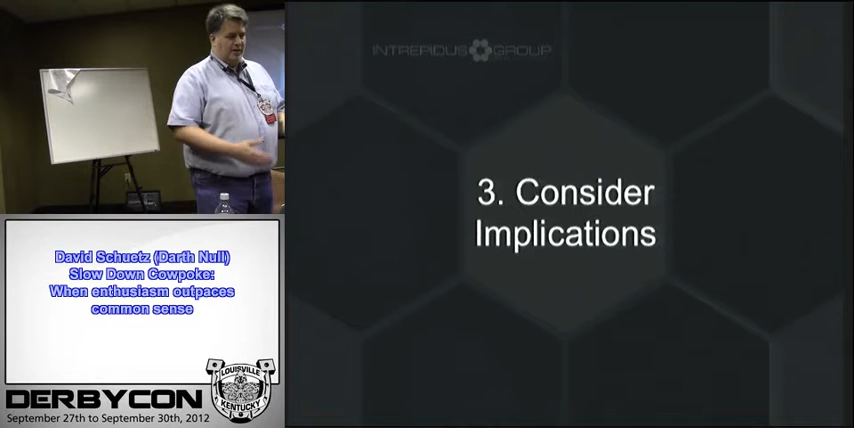 INTREPIDUS GROUP
3. Consider
Implications
David Schuetz (Darth Null)
Slow Down Cowpoke:
When enthusiasm outpaces
common sense
DERBYCON
September 27th to September 30th, 2012
LOUISVILLE
KENTUCKY